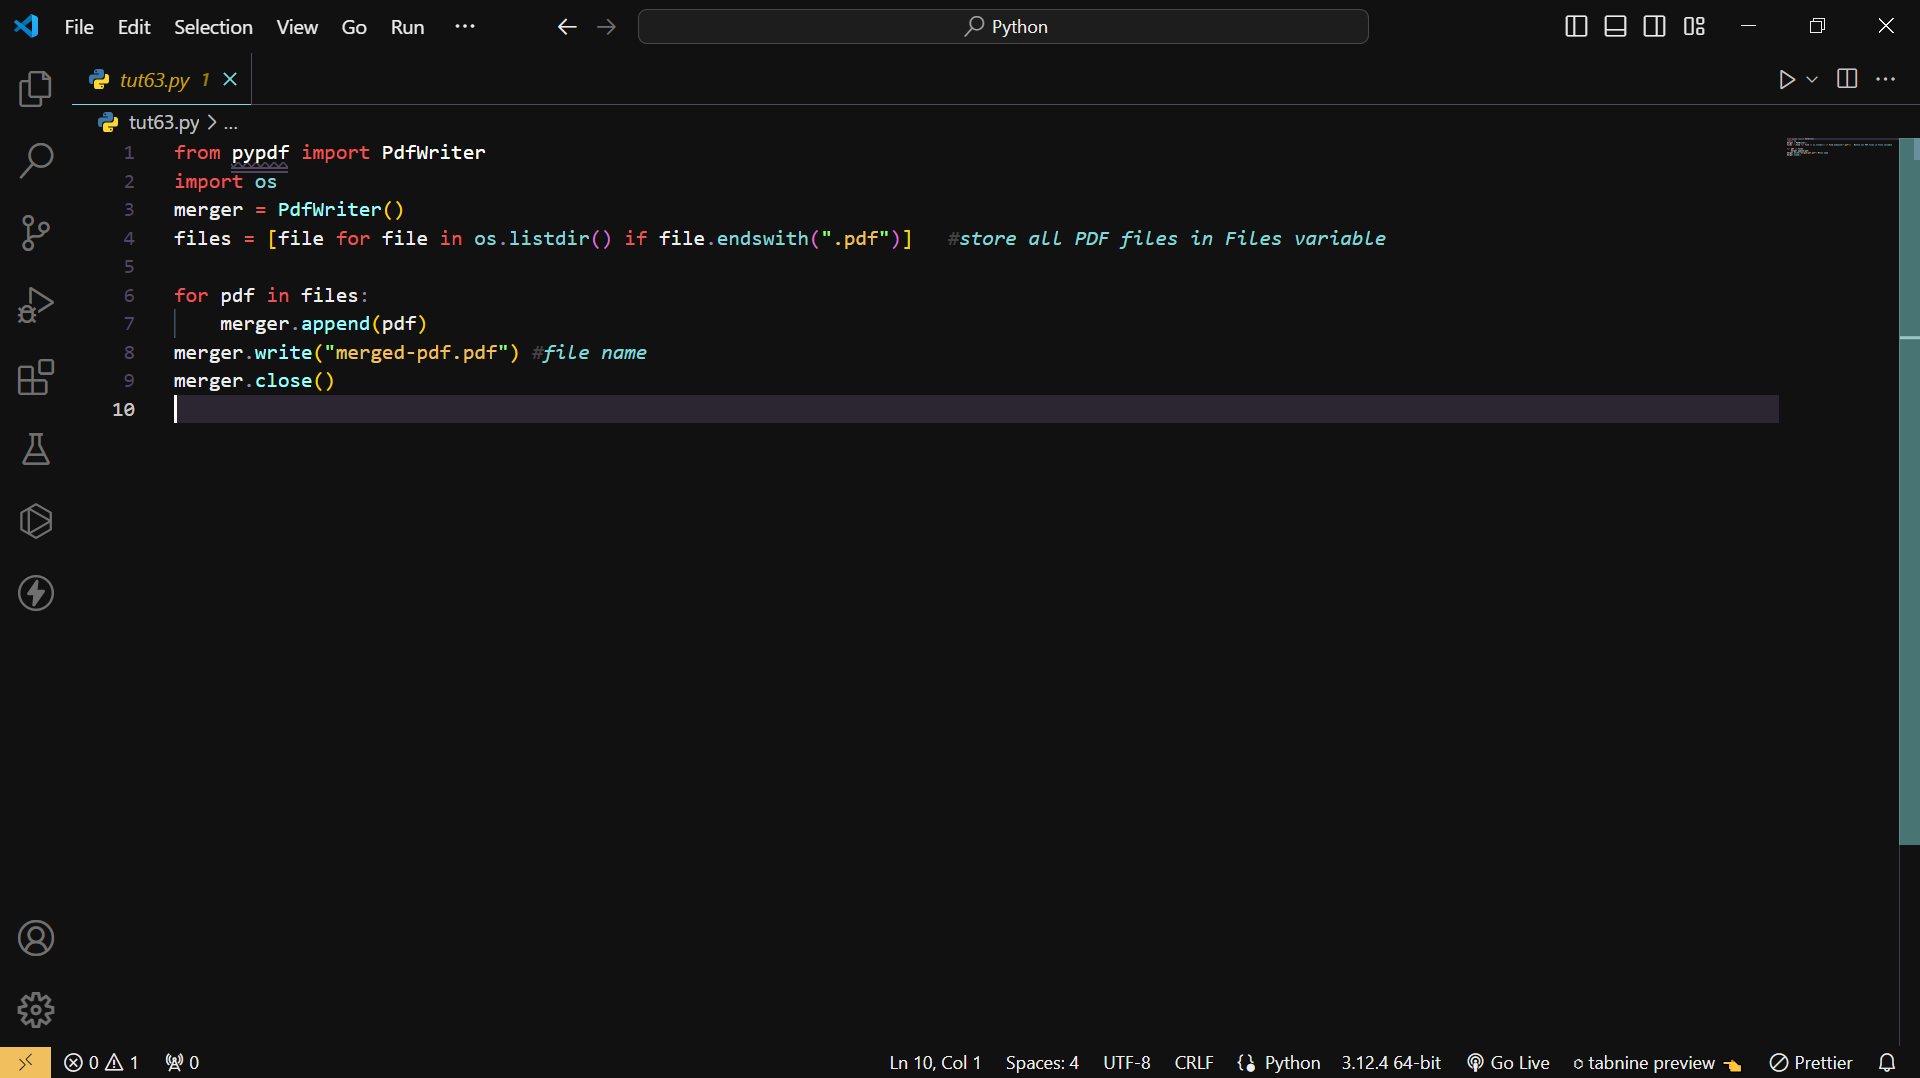 File Edit Selection View Go Run ··· Python
tut63.py 1
tut63.py > ...
1 from pypdf import PdfWriter
2 import os
3 merger = PdfWriter()
4 files = [file for file in os.listdir() if file.endswith(".pdf")]   #store all PDF files in Files variable
5
6 for pdf in files:
7     merger.append(pdf)
8 merger.write("merged-pdf.pdf") #file name
9 merger.close()
10
0 1 0 Ln 10, Col 1 Spaces: 4 UTF-8 CRLF Python 3.12.4 64-bit Go Live tabnine preview Prettier